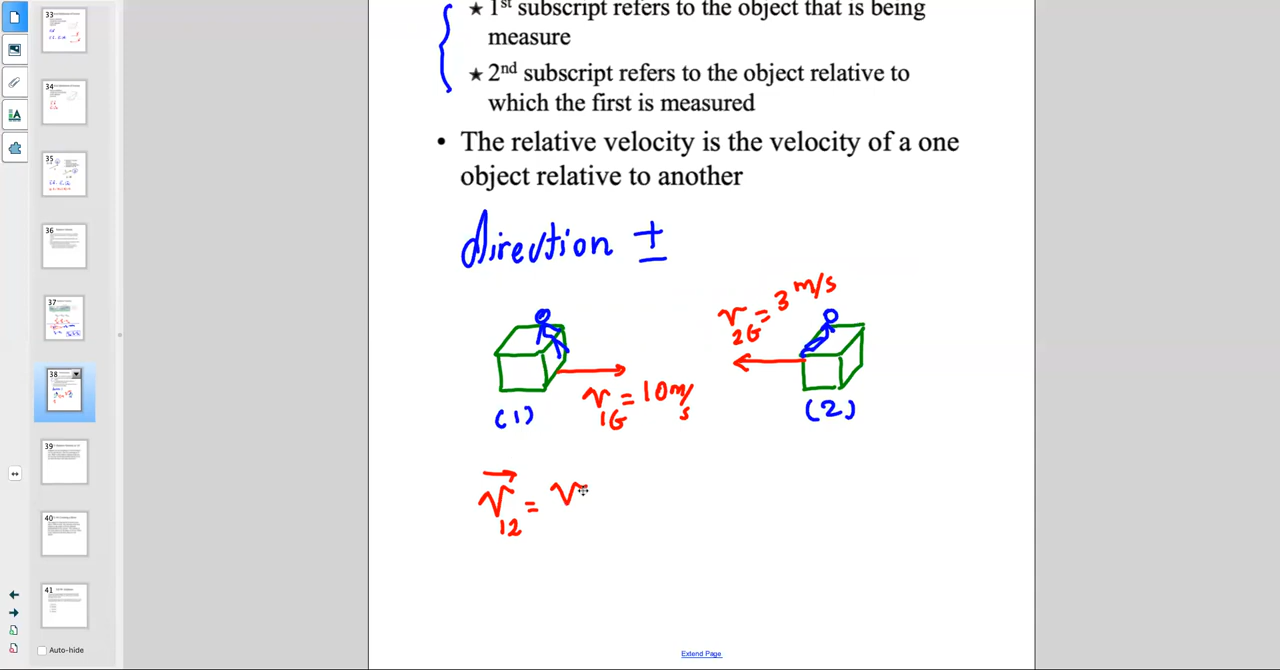 33
34
35
36
37
38
39
40
41
Auto-hide
★ 1st subscript refers to the object that is being
measure
★ 2nd subscript refers to the object relative to
which the first is measured
• The relative velocity is the velocity of a one
object relative to another
direction ±
v2G = 3 m/s
v1G = 10 m/s
(1)
(2)
v⃗12 = v
Extend Page